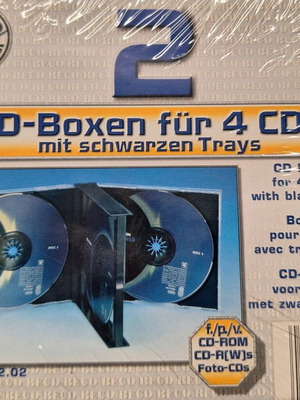 2
D-Boxen für 4 CD
mit schwarzen Trays
CD
for 4
with bla
Bo
pour
avec tr
CD-
voor
met zwa
f./p./v.
CD-ROM
CD-R(W)s
Foto-CDs
2.02